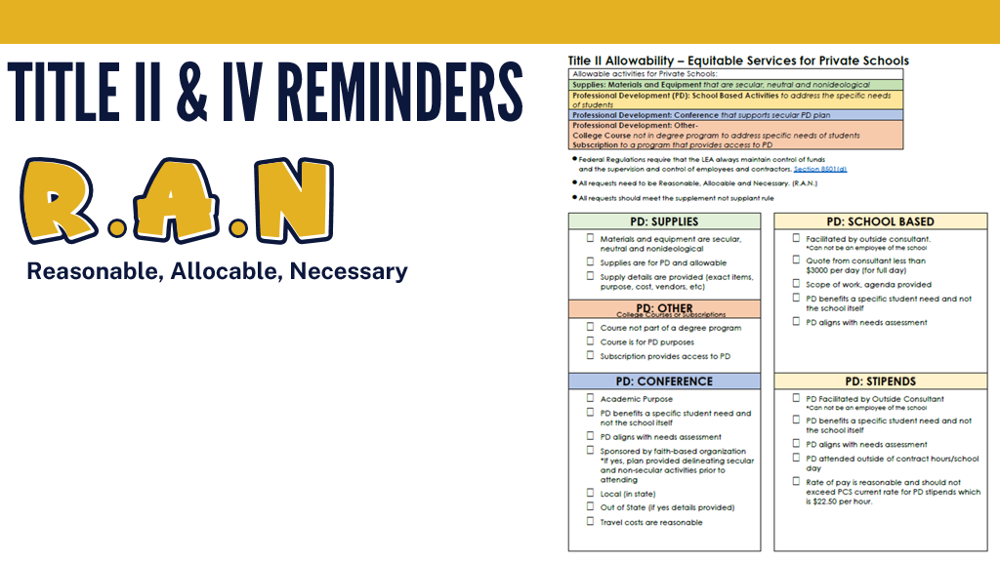 TITLE II & IV REMINDERS
R.A.N
Reasonable, Allocable, Necessary
Title II Allowability – Equitable Services for Private Schools
Allowable activities for Private Schools:
Supplies: Materials and Equipment that are secular, neutral and nonideological
Professional Development (PD): School Based Activities to address the specific needs
of students
Professional Development: Conference that supports secular PD plan
Professional Development: Other-
College Course not in degree program to address specific needs of students
Subscription to a program that provides access to PD
● Federal Regulations require that the LEA always maintain control of funds
and the supervision and control of employees and contractors. Section 8501(d)
● All requests need to be Reasonable, Allocable and Necessary. (R.A.N.)
● All requests should meet the supplement not supplant rule
PD: SUPPLIES
☐ Materials and equipment are secular,
neutral and nonideological
☐ Supplies are for PD and allowable
☐ Supply details are provided (exact items,
purpose, cost, vendors, etc)
PD: OTHER
College Courses or Subscriptions
☐ Course not part of a degree program
☐ Course is for PD purposes
☐ Subscription provides access to PD
PD: CONFERENCE
☐ Academic Purpose
☐ PD benefits a specific student need and
not the school itself
☐ PD aligns with needs assessment
☐ Sponsored by faith-based organization
*If yes, plan provided delineating secular
and non-secular activities prior to
attending
☐ Local (in state)
☐ Out of State (if yes details provided)
☐ Travel costs are reasonable
PD: SCHOOL BASED
☐ Facilitated by outside consultant.
*Can not be an employee of the school
☐ Quote from consultant less than
$3000 per day (for full day)
☐ Scope of work, agenda provided
☐ PD benefits a specific student need and not
the school itself
☐ PD aligns with needs assessment
PD: STIPENDS
☐ PD Facilitated by Outside Consultant
*Can not be an employee of the school
☐ PD benefits a specific student need and not
the school itself
☐ PD aligns with needs assessment
☐ PD attended outside of contract hours/school
day
☐ Rate of pay is reasonable and should not
exceed PCS current rate for PD stipends which
is $22.50 per hour.